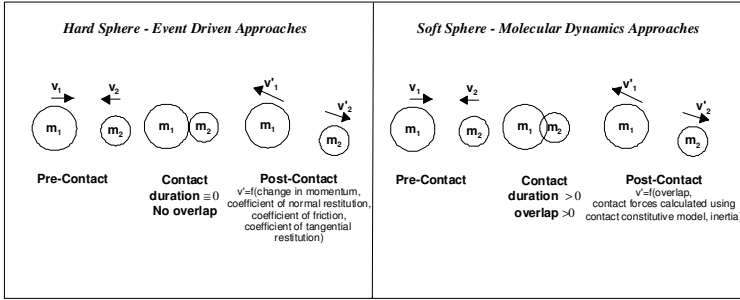 Hard Sphere - Event Driven Approaches
v₁ v₂
m₁ m₂
m₁ m₂
v'₁
v'₂
m₁
m₂
Pre-Contact
Contact
duration ≅ 0
No overlap
Post-Contact
v'=f(change in momentum,
coefficient of normal restitution,
coefficient of friction,
coefficient of tangential
restitution)
Soft Sphere - Molecular Dynamics Approaches
v₁ v₂
m₁ m₂
m₁ m₂
v'₁
v'₂
m₁
m₂
Pre-Contact
Contact
duration >0
overlap >0
Post-Contact
v'=f(overlap,
contact forces calculated using
contact constitutive model, inertia)